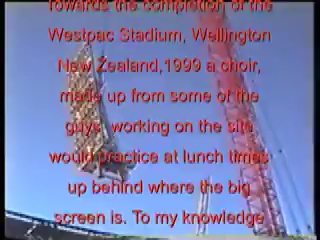 Towards the completion of the
Westpac Stadium, Wellington
New Zealand,1999 a choir,
made up from some of the
guys  working on the site
would practice at lunch times
up behind where the big
screen is. To my knowledge